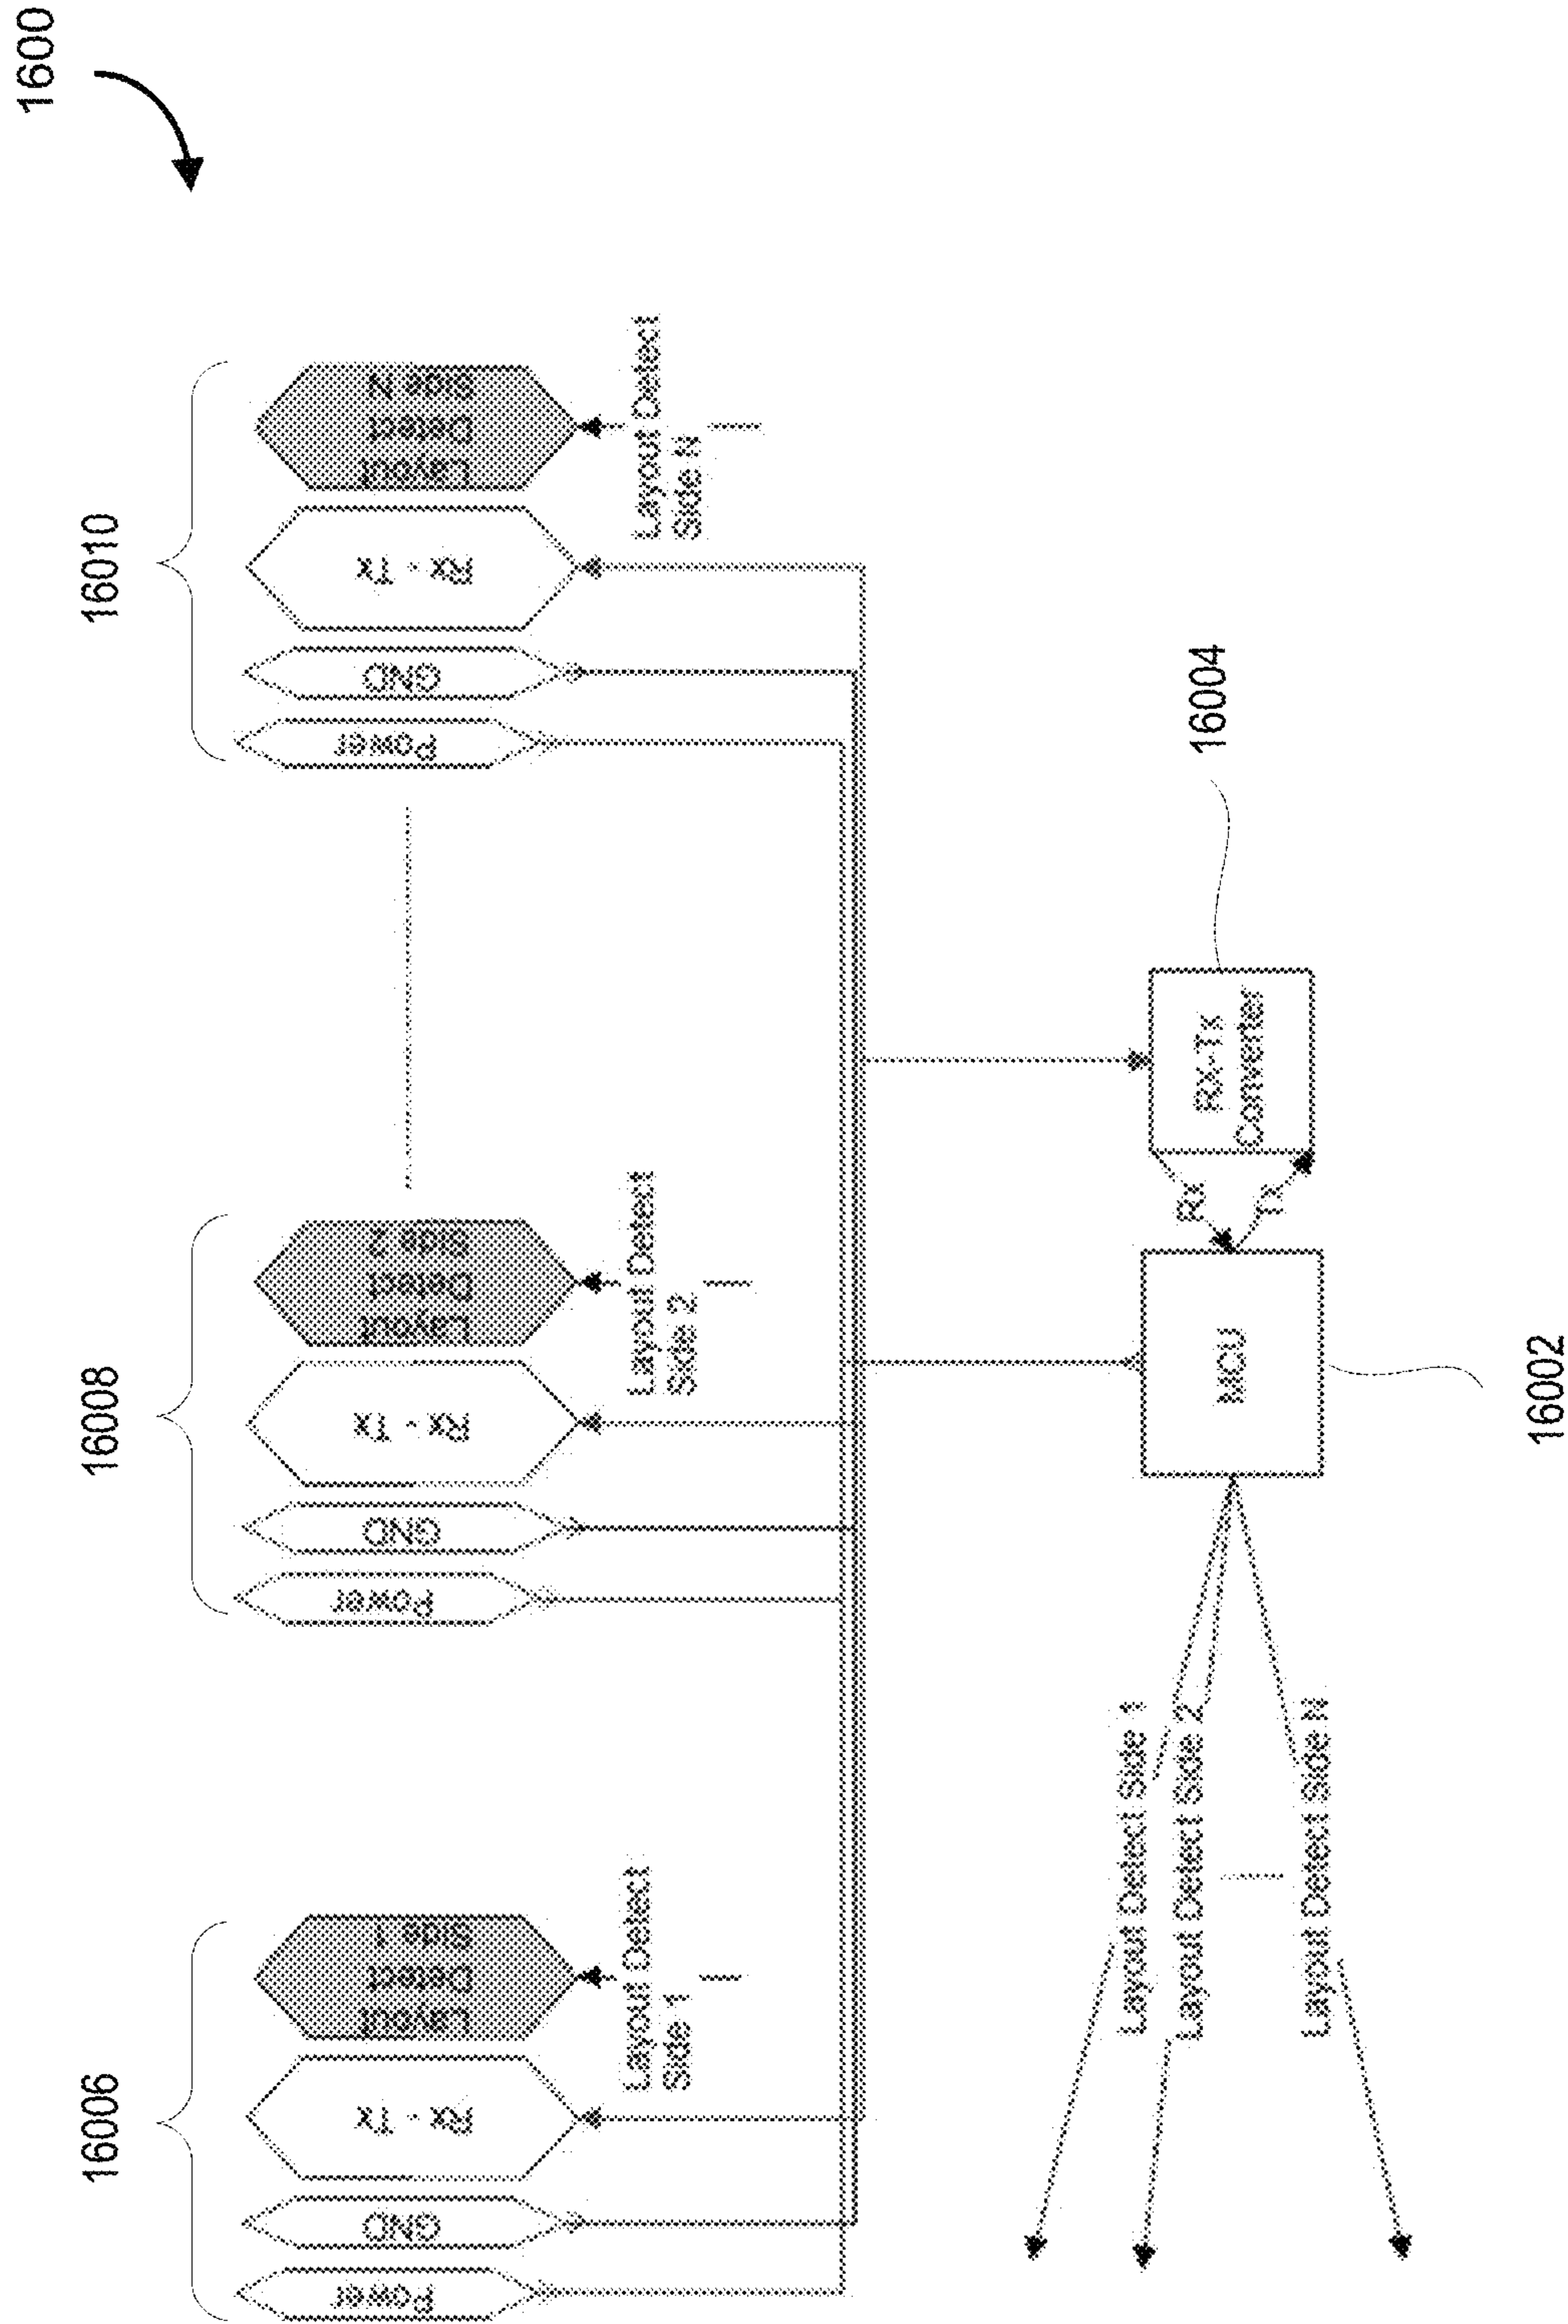 1600
16006
16008
16010
Power
GND
Rx - Tx
Layout
Detect
Side 1
Power
GND
Rx - Tx
Layout
Detect
Side 2
Power
GND
Rx - Tx
Layout
Detect
Side N
Layout Detect
Side 1
Layout Detect
Side 2
Layout Detect
Side N
Layout Detect Side 1
Layout Detect Side 2
Layout Detect Side N
MCU
Rx
Tx
RX-Tx
Converter
16004
16002